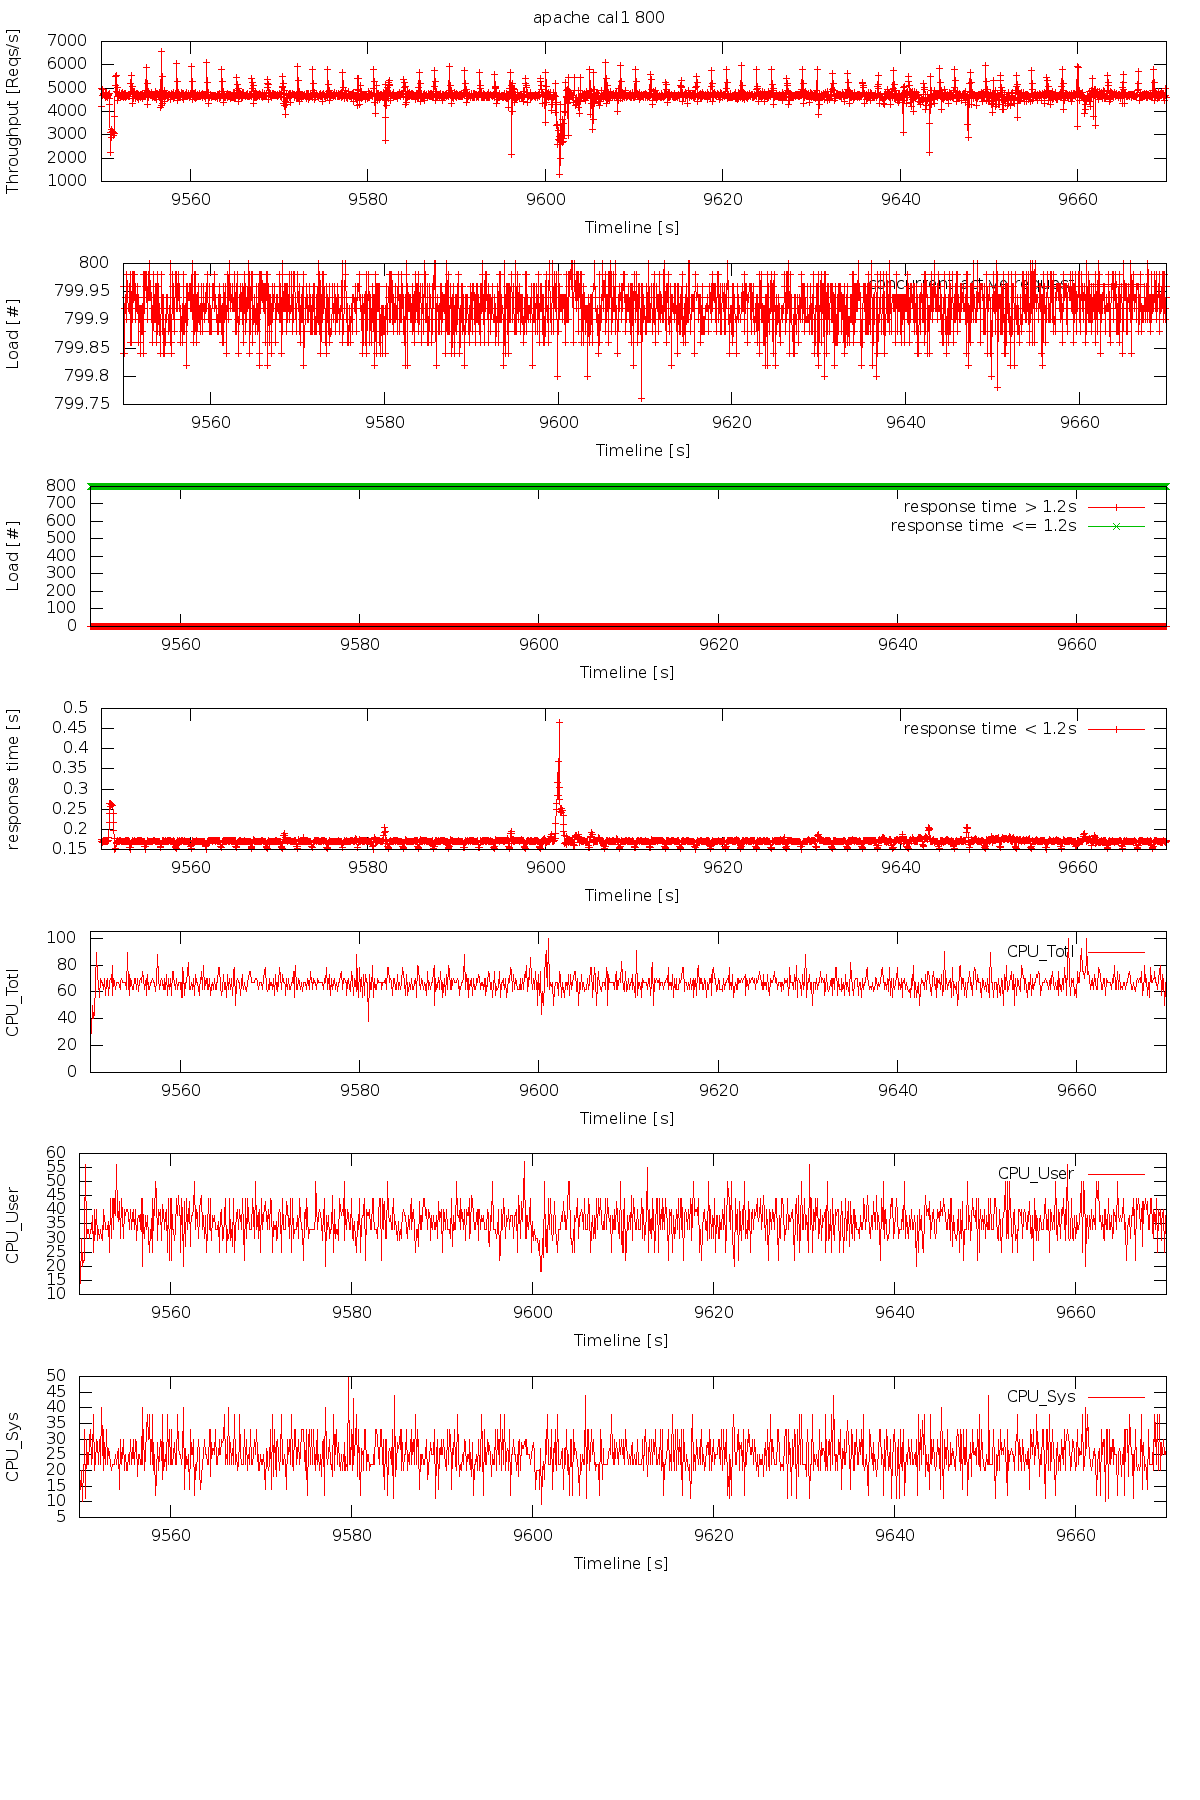 apache cal1 800
Throughput [Reqs/s]
7000
6000
5000
4000
3000
2000
1000
9560 9580 9600 9620 9640 9660
Timeline [s]
Load [#]
800
799.95
799.9
799.85
799.8
799.75
concurrent active request
9560 9580 9600 9620 9640 9660
Timeline [s]
Load [#]
800
700
600
500
400
300
200
100
0
response time > 1.2s
response time <= 1.2s
9560 9580 9600 9620 9640 9660
Timeline [s]
response time [s]
0.5
0.45
0.4
0.35
0.3
0.25
0.2
0.15
response time < 1.2s
9560 9580 9600 9620 9640 9660
Timeline [s]
CPU_Totl
100
80
60
40
20
0
CPU_Totl
9560 9580 9600 9620 9640 9660
Timeline [s]
CPU_User
60
55
50
45
40
35
30
25
20
15
10
CPU_User
9560 9580 9600 9620 9640 9660
Timeline [s]
CPU_Sys
50
45
40
35
30
25
20
15
10
5
CPU_Sys
9560 9580 9600 9620 9640 9660
Timeline [s]